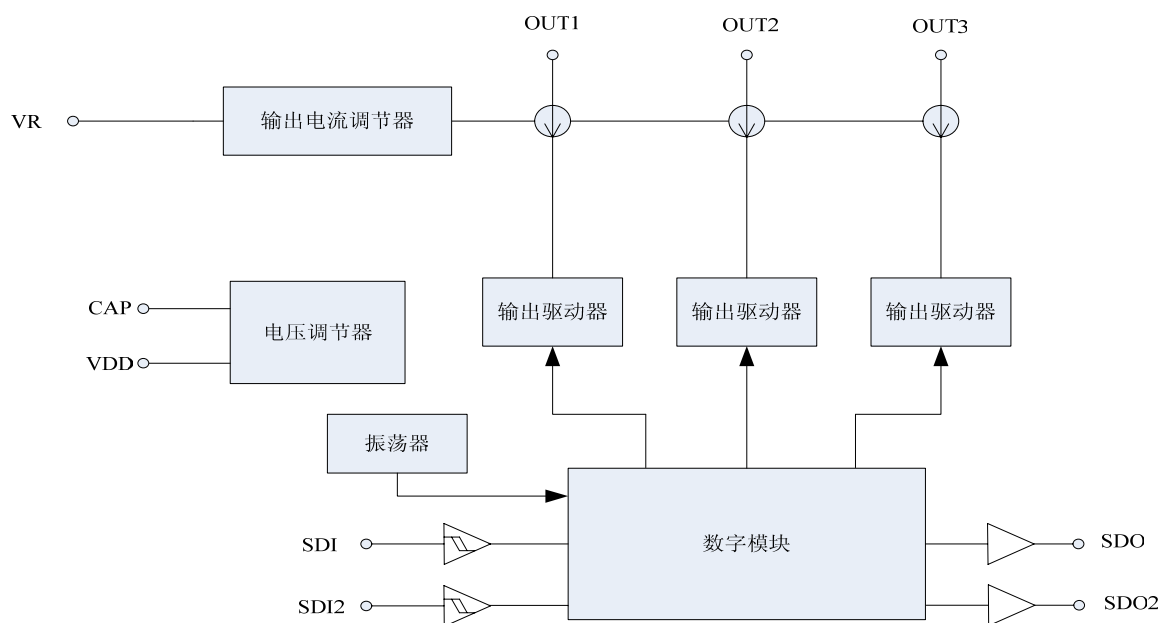 OUT1
OUT2
OUT3
VR
输出电流调节器
CAP
VDD
电压调节器
输出驱动器
输出驱动器
输出驱动器
振荡器
SDI
数字模块
SDO
SDI2
SDO2